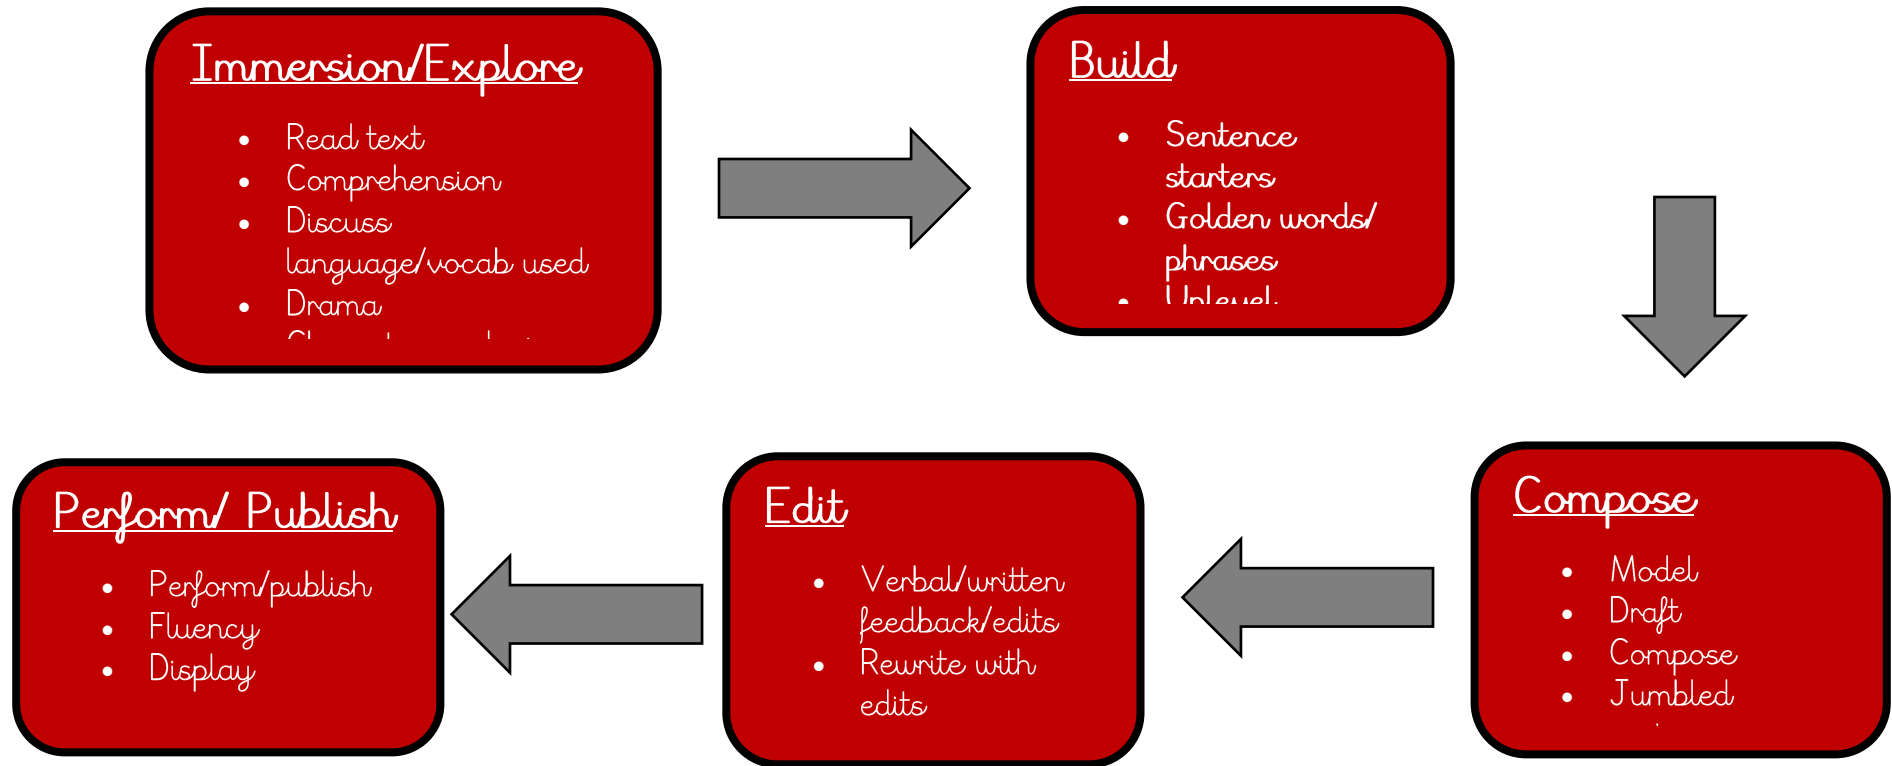 Immersion/Explore
• Read text
• Comprehension
• Discuss
language/vocab used
• Drama
Build
• Sentence
starters
• Golden words/
phrases
• Uplevel
Compose
• Model
• Draft
• Compose
• Jumbled
Edit
• Verbal/written
feedback/edits
• Rewrite with
edits
Perform/ Publish
• Perform/publish
• Fluency
• Display